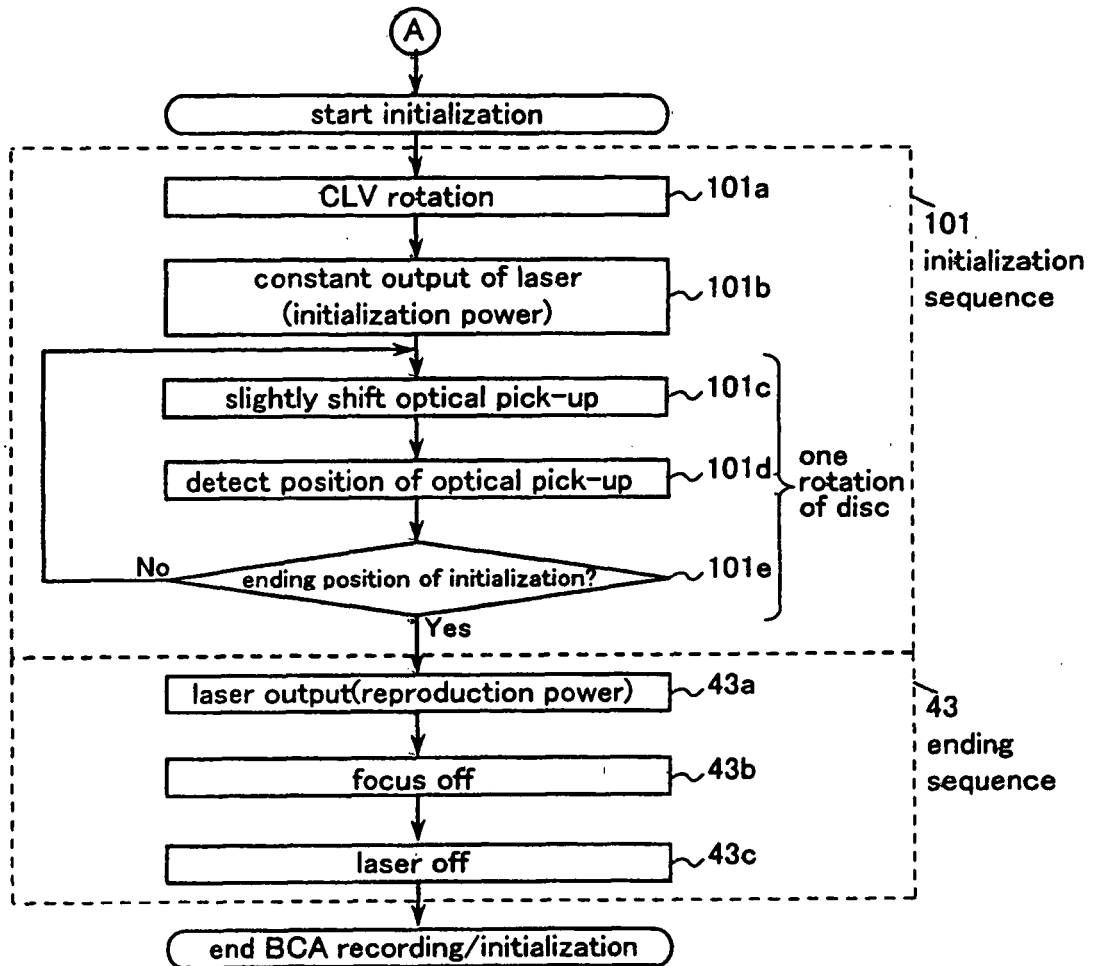 A
start initialization
CLV rotation
101a
101
initialization
sequence
constant output of laser
(initialization power)
101b
slightly shift optical pick-up
101c
detect position of optical pick-up
101d
one
rotation
of disc
No
ending position of initialization?
101e
Yes
laser output(reproduction power)
43a
43
ending
sequence
focus off
43b
laser off
43c
end BCA recording/initialization